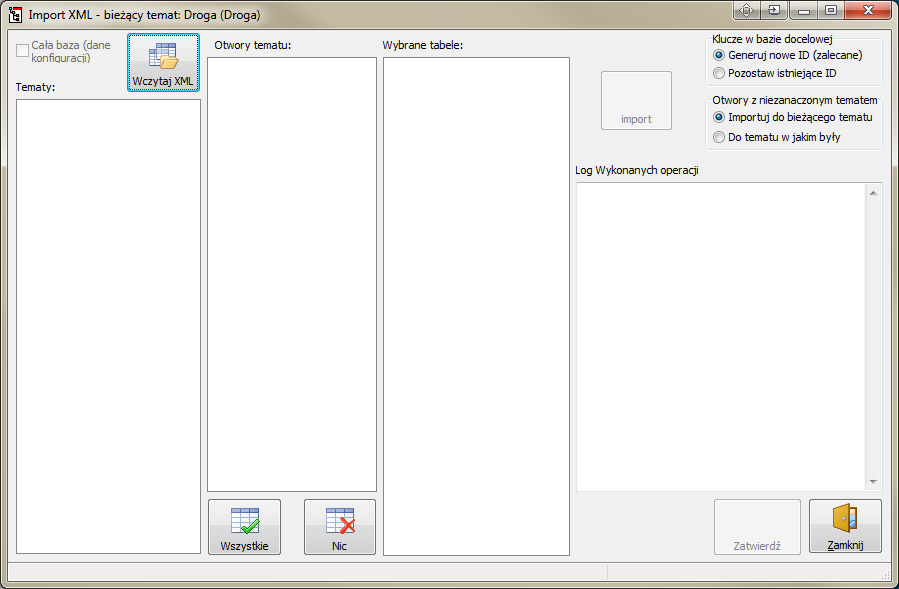 Import XML - bieżący temat: Droga (Droga)
Cała baza (dane
konfiguracji)
Wczytaj XML
Tematy:
Otwory tematu:
Wybrane tabele:
import
Klucze w bazie docelowej
Generuj nowe ID (zalecane)
Pozostaw istniejące ID
Otwory z niezanaczonym tematem
Importuj do bieżącego tematu
Do tematu w jakim były
Log Wykonanych operacji
Wszystkie
Nic
Zatwierdź
Zamknij